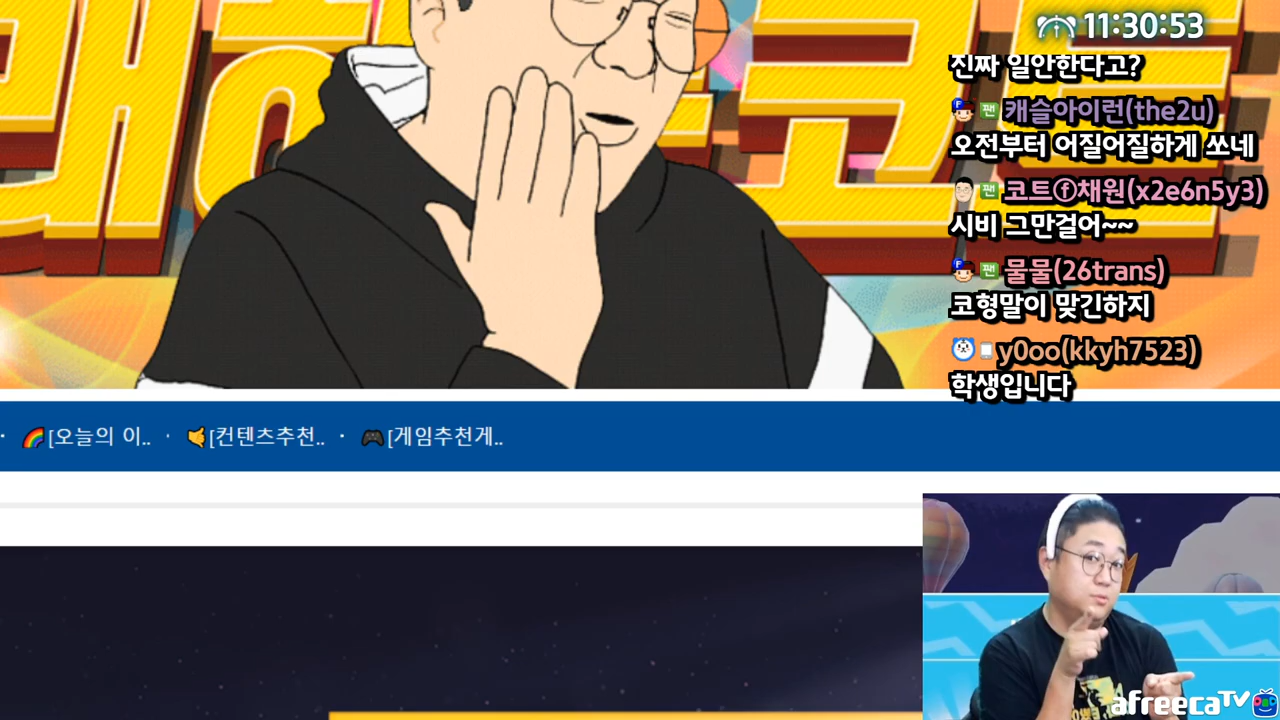 11:30:53
진짜 일안한다고?
캐슬아이런(the2u)
오전부터 어질어질하게 쏘네
코트ⓕ채원(x2e6n5y3)
시비 그만걸어~~
물물(26trans)
코형말이 맞긴하지
y0oo(kkyh7523)
학생입니다
· 🌈[오늘의 이.. · 🤙[컨텐츠추천.. · 🎮[게임추천게..
afreecaTV